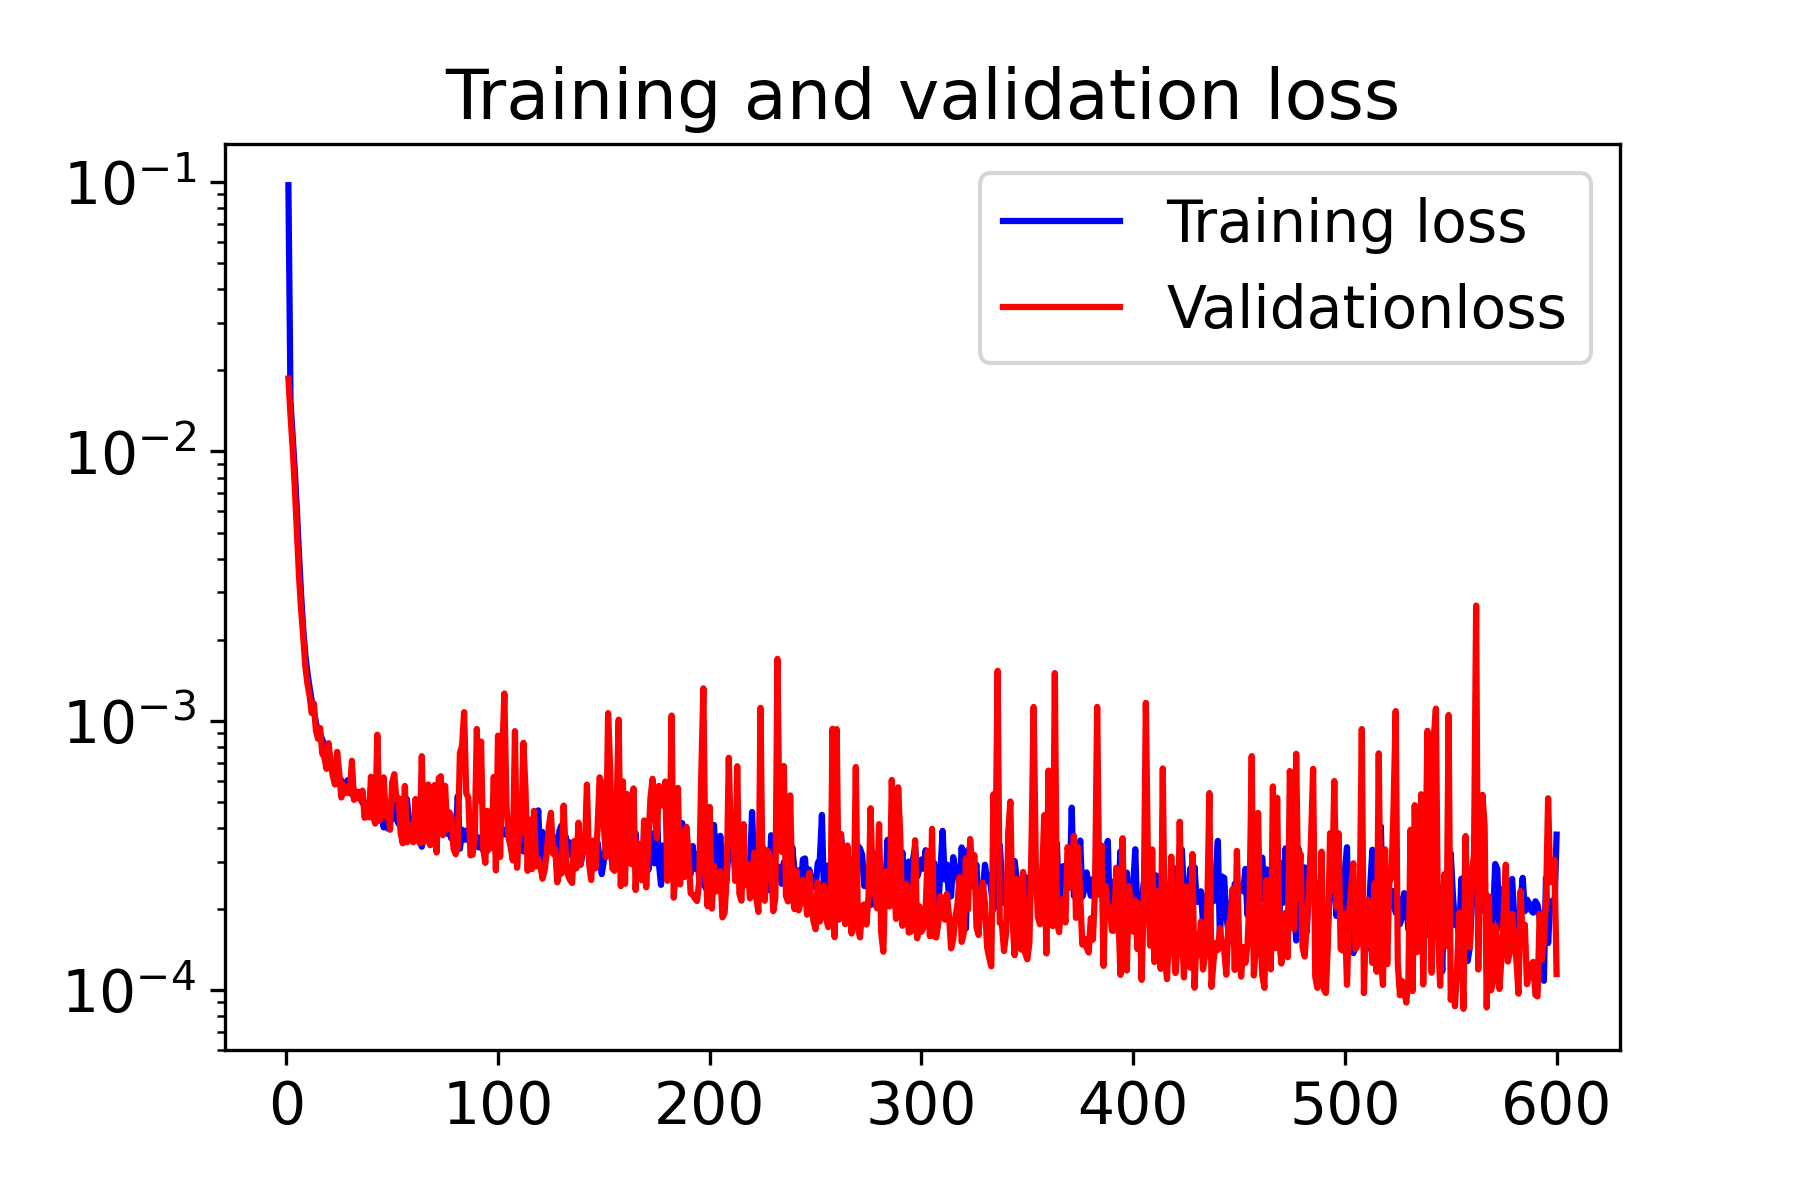 Training and validation loss
Training loss
Validationloss
10⁻¹
10⁻²
10⁻³
10⁻⁴
0 100 200 300 400 500 600